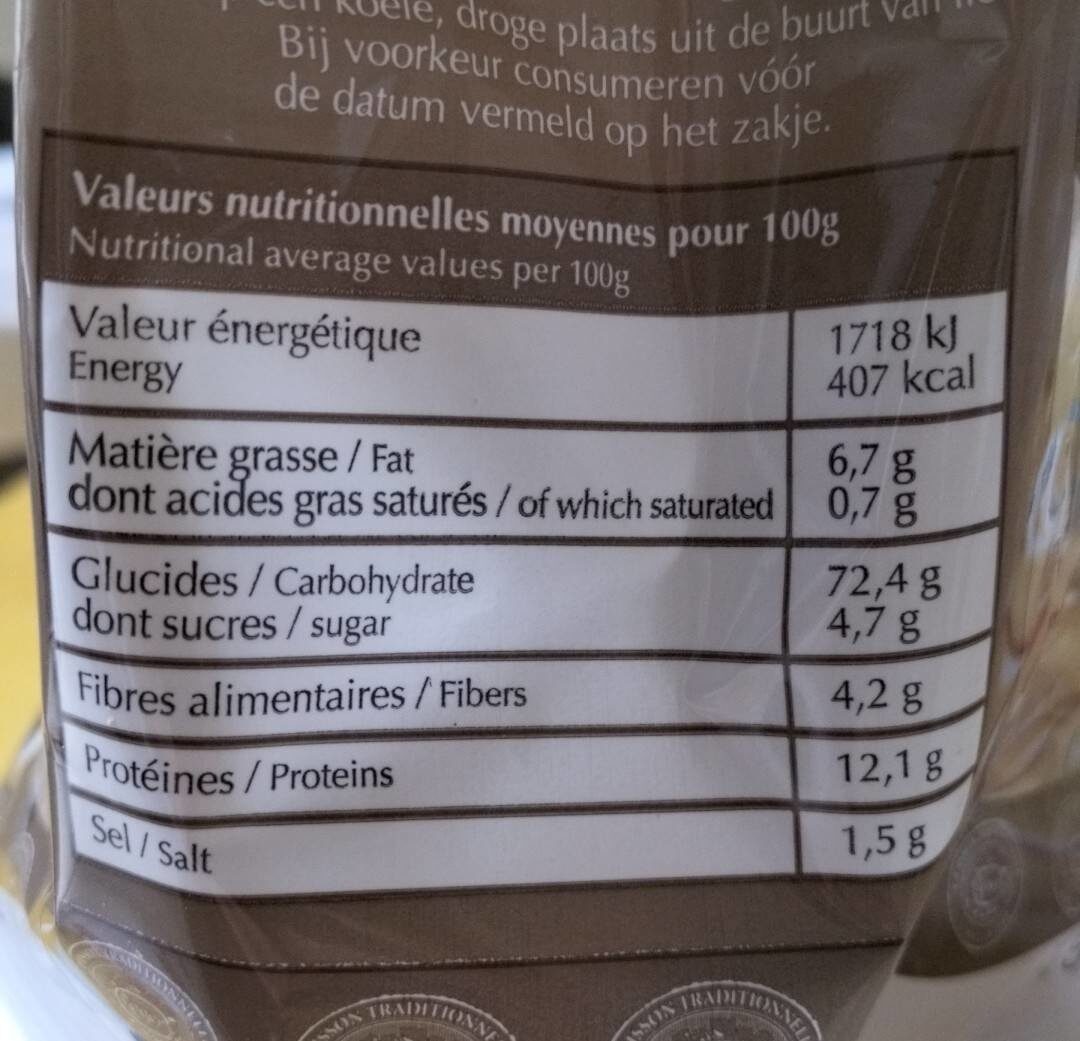 koele, droge plaats uit de buurt
Bij voorkeur consumeren vóór
de datum vermeld op het zakje.
Valeurs nutritionnelles moyennes pour 100g
Nutritional average values per 100g
Valeur énergétique 1718 kJ
Energy 407 kcal
Matière grasse / Fat 6,7 g
dont acides gras saturés / of which saturated 0,7 g
Glucides / Carbohydrate 72,4 g
dont sucres / sugar 4,7 g
Fibres alimentaires / Fibers 4,2 g
Protéines / Proteins 12,1 g
Sel / Salt 1,5 g